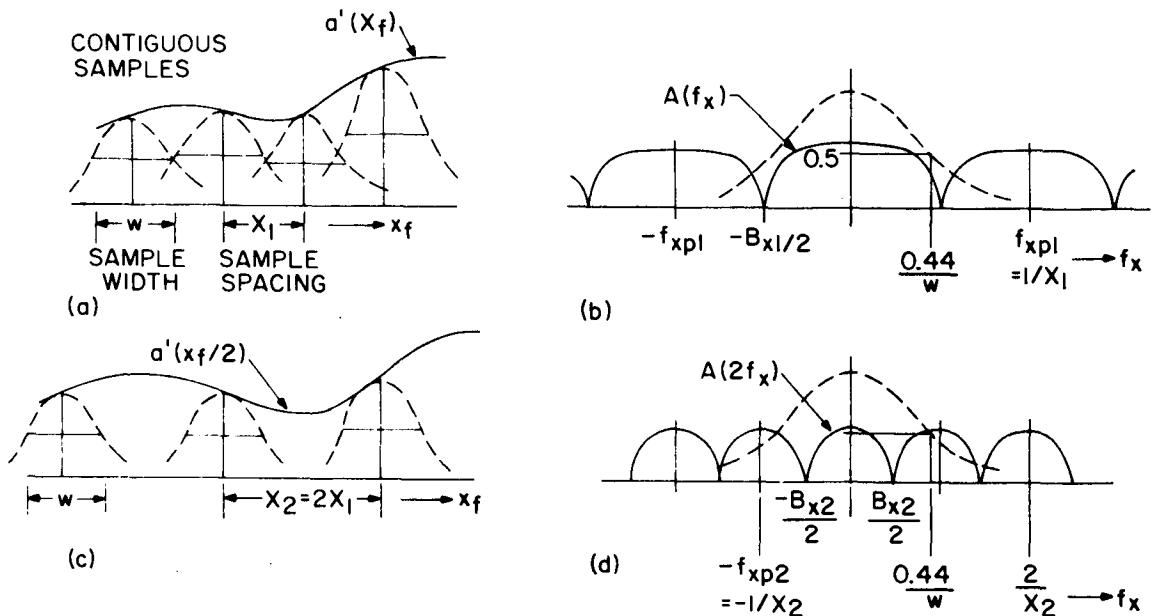 CONTIGUOUS
SAMPLES
a'(X_f)
w
X_1
x_f
SAMPLE
WIDTH
SAMPLE
SPACING
(a)
A(f_x)
0.5
-f_xp1
-B_x1/2
0.44/w
f_xp1
=1/X_1
f_x
(b)
a'(x_f/2)
w
X_2=2X_1
x_f
(c)
A(2f_x)
-B_x2/2
B_x2/2
-f_xp2
=-1/X_2
0.44/w
2/X_2
f_x
(d)